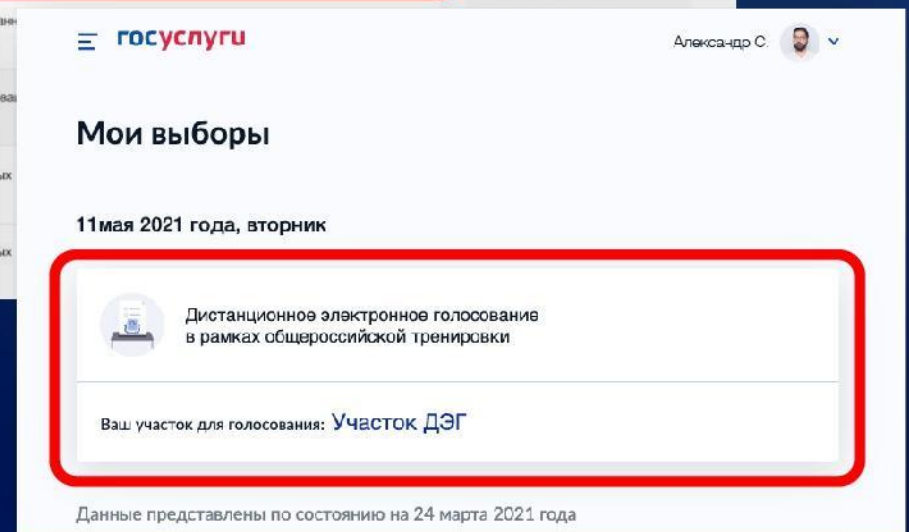 госуслуги
Александр С.
Мои выборы
11мая 2021 года, вторник
Дистанционное электронное голосование
в рамках общероссийской тренировки
Ваш участок для голосования: Участок ДЭГ
Данные представлены по состоянию на 24 марта 2021 года